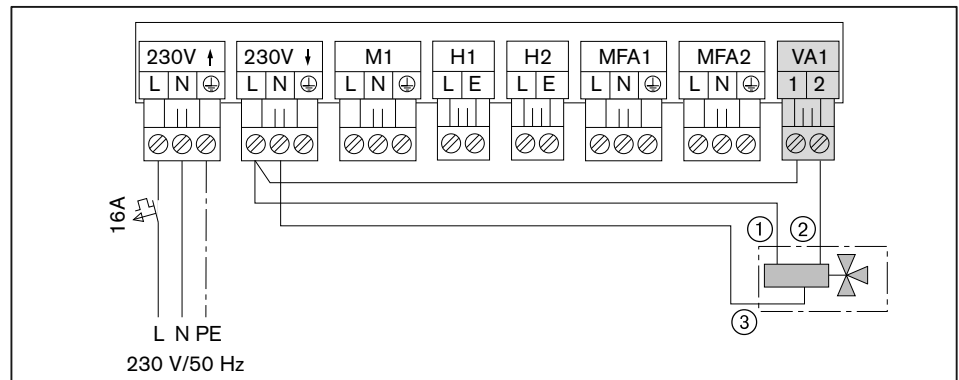 230V ↑ 230V ↓ M1 H1 H2 MFA1 MFA2 VA1
L N ⏚ L N ⏚ L N ⏚ L E L E L N ⏚ L N ⏚ 1 2
16A
① ②
③
L N PE
230 V/50 Hz